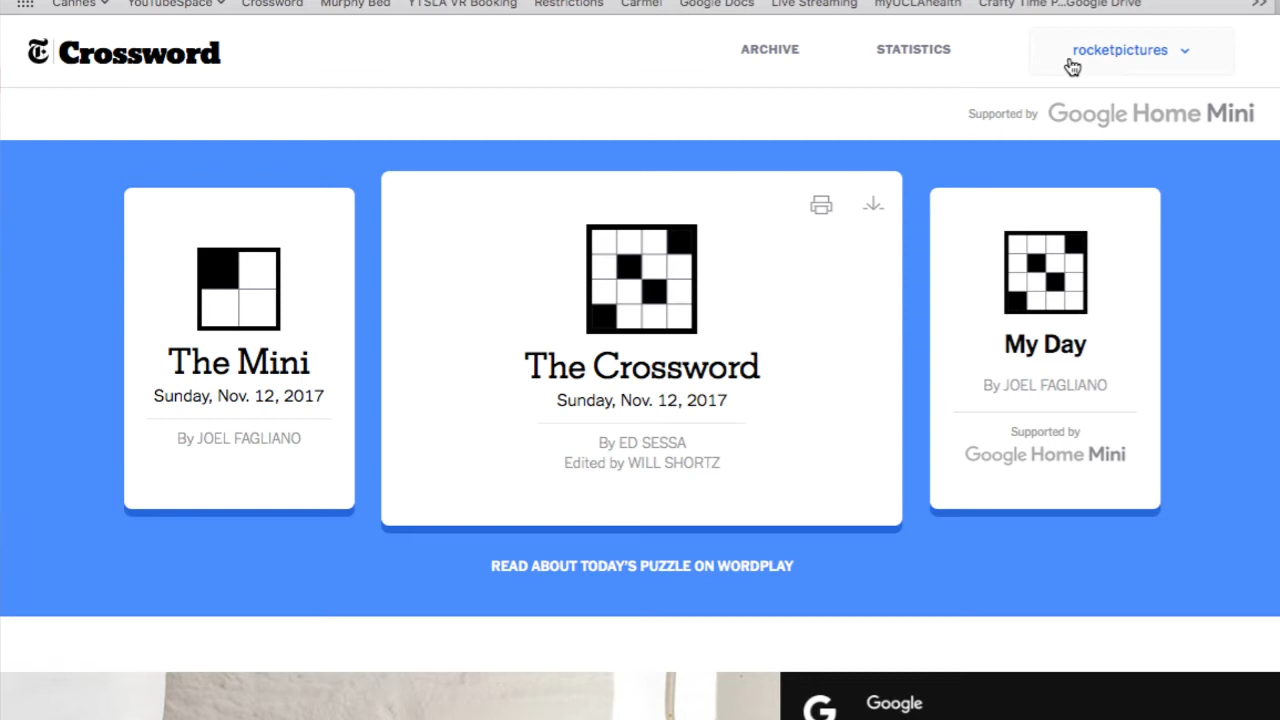 Cannes YouTubeSpace Crossword Murphy Bed YTSLA VR Booking Restrictions Carmel Google Docs Live Streaming myUCLAhealth Crafty Time P...Google Drive >>
T Crossword ARCHIVE STATISTICS rocketpictures
Supported by Google Home Mini
The Mini
Sunday, Nov. 12, 2017
By JOEL FAGLIANO
The Crossword
Sunday, Nov. 12, 2017
By ED SESSA
Edited by WILL SHORTZ
My Day
By JOEL FAGLIANO
Supported by
Google Home Mini
READ ABOUT TODAY'S PUZZLE ON WORDPLAY
G Google